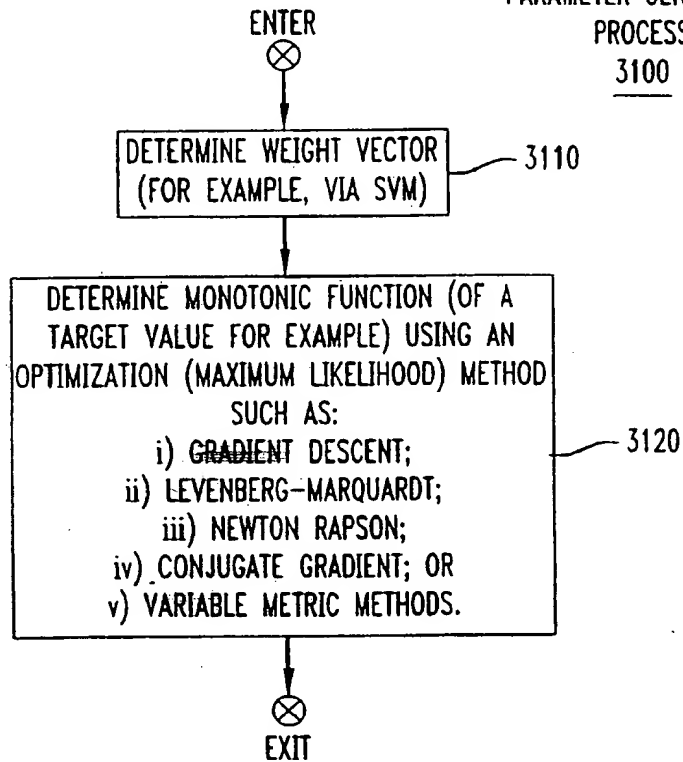 PROCESS
3100
ENTER
DETERMINE WEIGHT VECTOR
(FOR EXAMPLE, VIA SVM)
3110
DETERMINE MONOTONIC FUNCTION (OF A
TARGET VALUE FOR EXAMPLE) USING AN
OPTIMIZATION (MAXIMUM LIKELIHOOD) METHOD
SUCH AS:
i) GRADIENT DESCENT;
ii) LEVENBERG-MARQUARDT;
iii) NEWTON RAPSON;
iv) CONJUGATE GRADIENT; OR
v) VARIABLE METRIC METHODS.
3120
EXIT